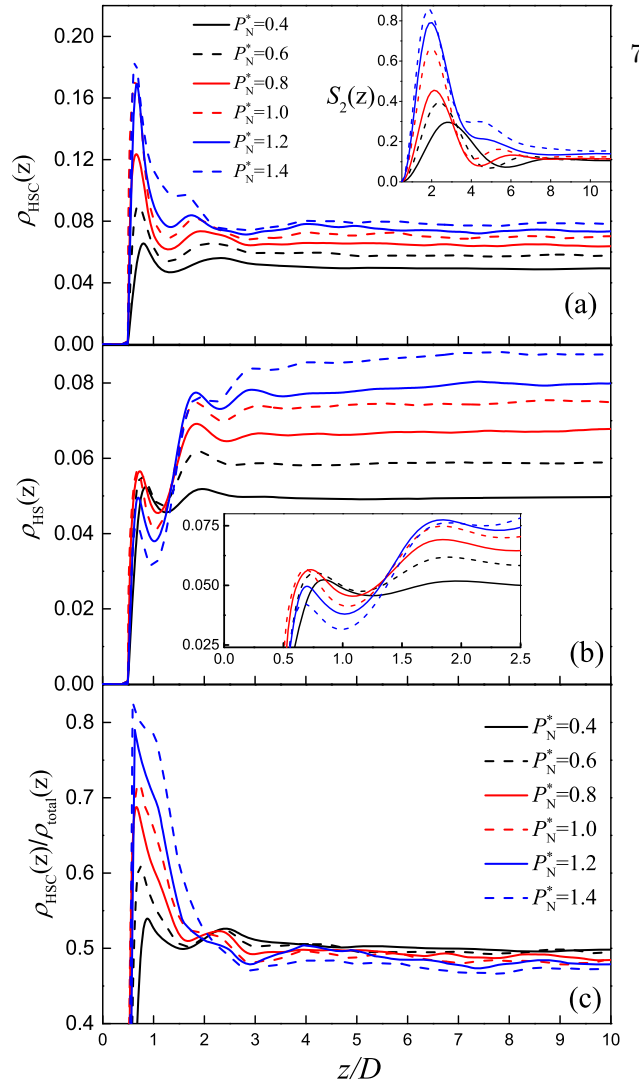 7
P*N=0.4
P*N=0.6
P*N=0.8
P*N=1.0
P*N=1.2
P*N=1.4
0.20
0.16
0.12
0.08
0.04
0.00
ρHSC(z)
S2(z)
0.8
0.6
0.4
0.2
0.0
2 4 6 8 10
(a)
0.08
0.06
0.04
0.02
0.00
ρHS(z)
0.075
0.050
0.025
0.0 0.5 1.0 1.5 2.0 2.5
(b)
0.8
0.7
0.6
0.5
0.4
ρHSC(z)/ρtotal(z)
P*N=0.4
P*N=0.6
P*N=0.8
P*N=1.0
P*N=1.2
P*N=1.4
(c)
0 1 2 3 4 5 6 7 8 9 10
z/D